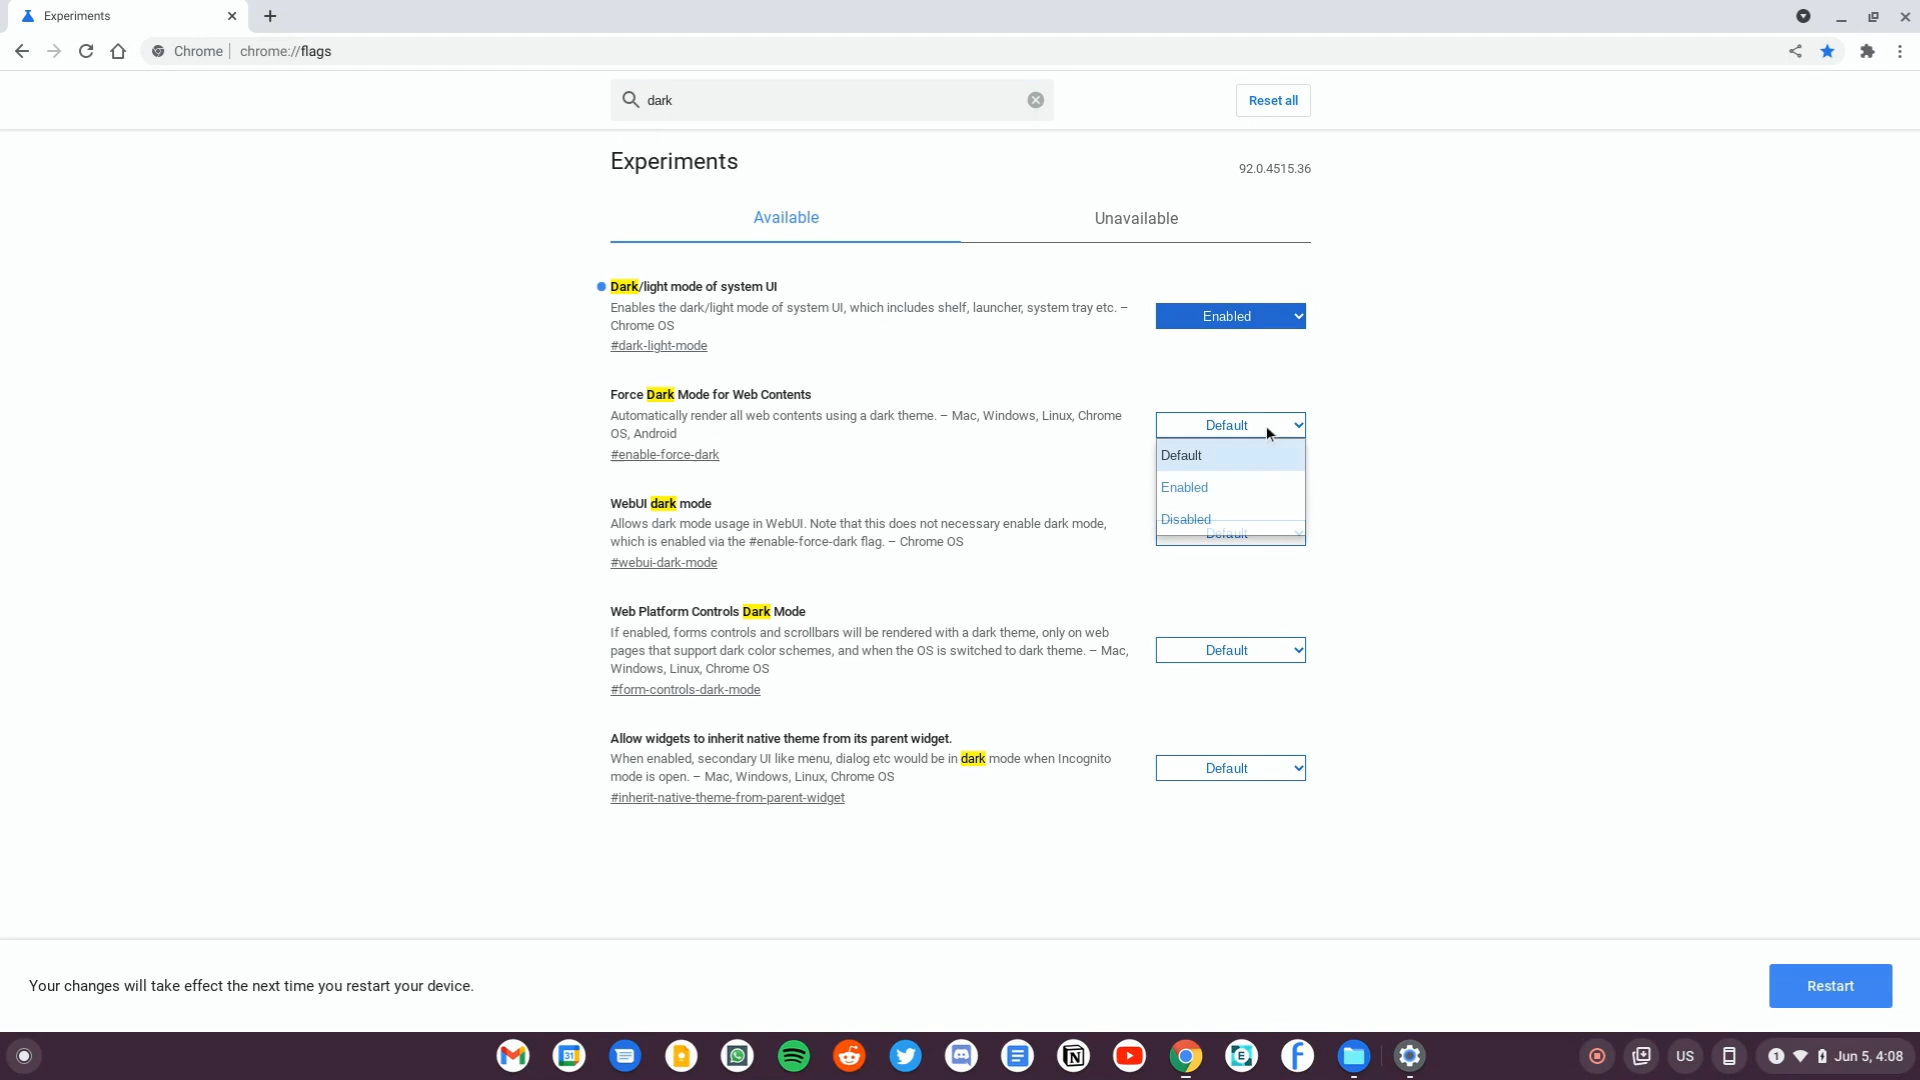 Experiments
Chrome
chrome://flags
dark
Reset all
Experiments
92.0.4515.36
Available
Unavailable
Dark/light mode of system UI
Enables the dark/light mode of system UI, which includes shelf, launcher, system tray etc. –
Chrome OS
#dark-light-mode
Enabled
Force Dark Mode for Web Contents
Automatically render all web contents using a dark theme. – Mac, Windows, Linux, Chrome
OS, Android
#enable-force-dark
Default
Default
Enabled
Disabled
WebUI dark mode
Allows dark mode usage in WebUI. Note that this does not necessary enable dark mode,
which is enabled via the #enable-force-dark flag. – Chrome OS
#webui-dark-mode
Default
Web Platform Controls Dark Mode
If enabled, forms controls and scrollbars will be rendered with a dark theme, only on web
pages that support dark color schemes, and when the OS is switched to dark theme. – Mac,
Windows, Linux, Chrome OS
#form-controls-dark-mode
Default
Allow widgets to inherit native theme from its parent widget.
When enabled, secondary UI like menu, dialog etc would be in dark mode when Incognito
mode is open. – Mac, Windows, Linux, Chrome OS
#inherit-native-theme-from-parent-widget
Default
Your changes will take effect the next time you restart your device.
Restart
31
E
US
1
Jun 5, 4:08